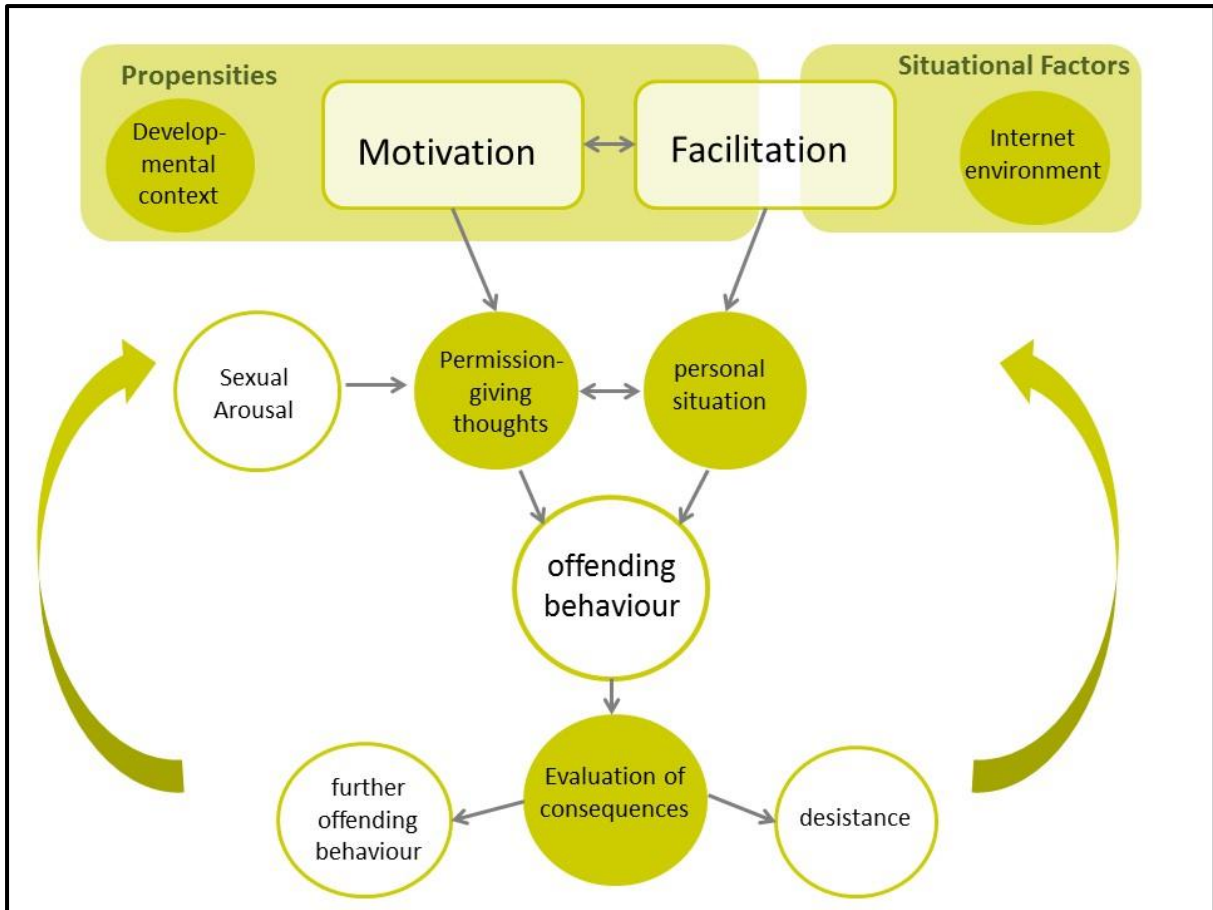 Propensities
Situational Factors
Develop-
mental
context
Motivation
Facilitation
Internet
environment
Sexual
Arousal
Permission-
giving
thoughts
personal
situation
offending
behaviour
further
offending
behaviour
Evaluation of
consequences
desistance